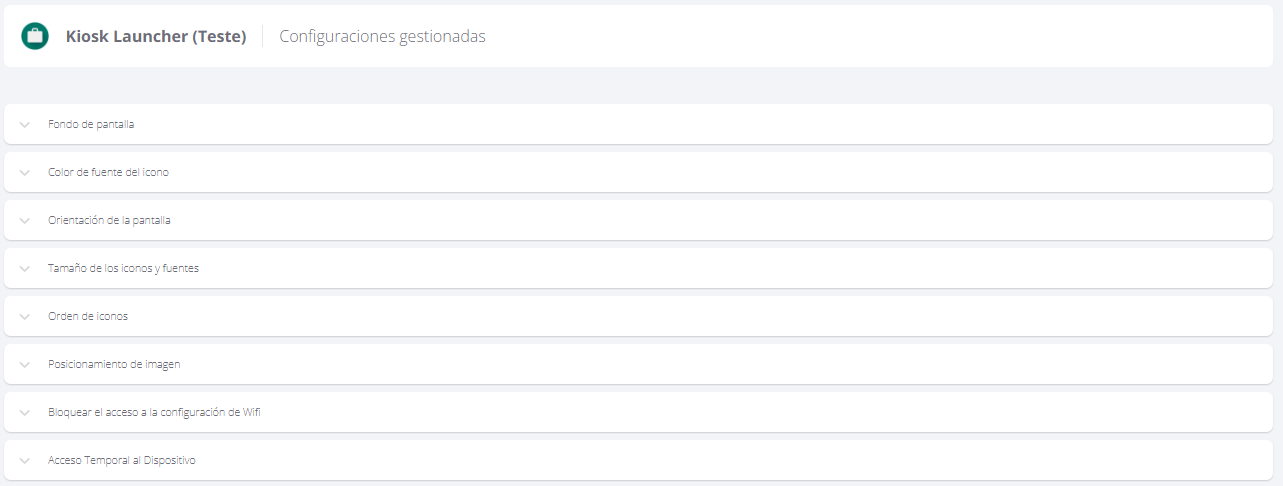 Kiosk Launcher (Teste) Configuraciones gestionadas
Fondo de pantalla
Color de fuente del icono
Orientación de la pantalla
Tamaño de los iconos y fuentes
Orden de iconos
Posicionamiento de imagen
Bloquear el acceso a la configuración de Wifi
Acceso Temporal al Dispositivo